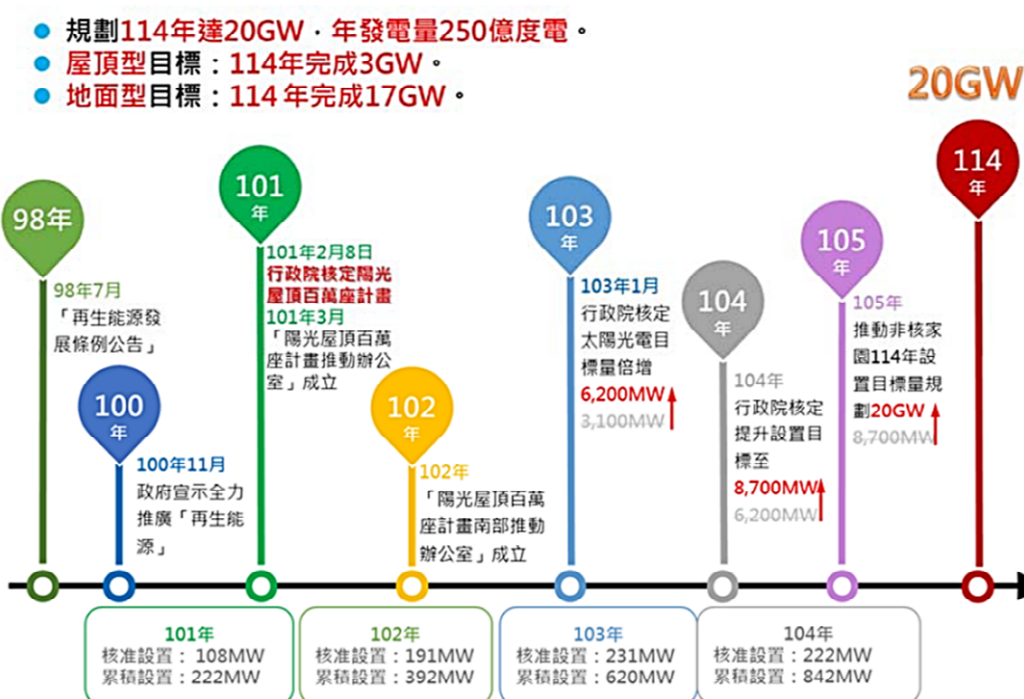 規劃114年達20GW，年發電量250億度電。
屋頂型目標：114年完成3GW。
地面型目標：114年完成17GW。
20GW
98年
98年7月
「再生能源發
展條例公告」
100
年
100年11月
政府宣示全力
推廣「再生能
源」
101
年
101年2月8日
行政院核定陽光
屋頂百萬座計畫
101年3月
「陽光屋頂百萬
座計畫推動辦公
室」成立
102
年
102年
「陽光屋頂百萬
座計畫南部推動
辦公室」成立
103
年
103年1月
行政院核定
太陽光電目
標量倍增
6,200MW
3,100MW
104
年
104年
行政院核定
提升設置目
標至
8,700MW
6,200MW
105
年
105年
推動非核家
園114年設
置目標量規
劃20GW
8,700MW
114
年
101年
核准設置：108MW
累積設置：222MW
102年
核准設置：191MW
累積設置：392MW
103年
核准設置：231MW
累積設置：620MW
104年
核准設置：222MW
累積設置：842MW